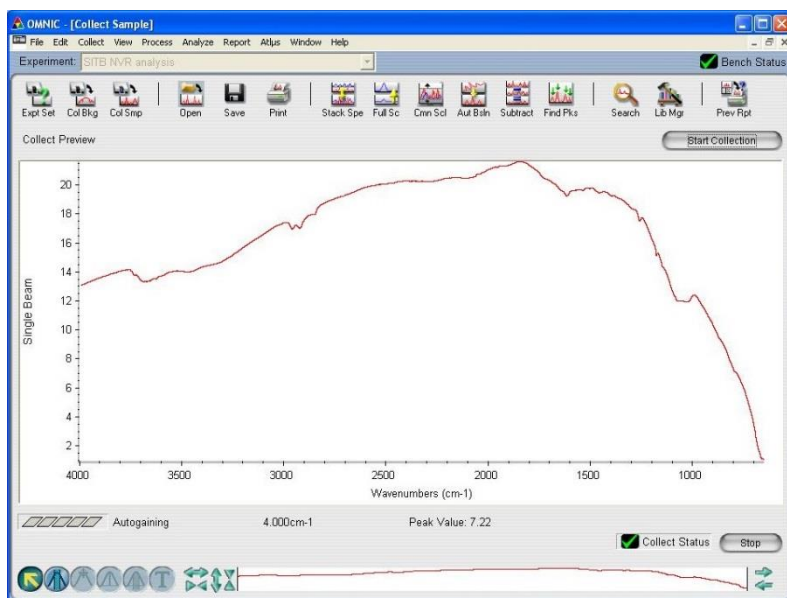 OMNIC - [Collect Sample]
File Edit Collect View Process Analyze Report Atlµs Window Help
Experiment: SITB NVR analysis Bench Status
Expt Set Col Bkg Col Smp Open Save Print Stack Spe Full Sc Cmn Scl Aut Bsln Subtract Find Pks Search Lib Mgr Prev Rpt
Collect Preview Start Collection
20
18
16
14
12
10
8
6
4
2
Single Beam
4000 3500 3000 2500 2000 1500 1000
Wavenumbers (cm-1)
Autogaining 4.000cm-1 Peak Value: 7.22
Collect Status Stop
T